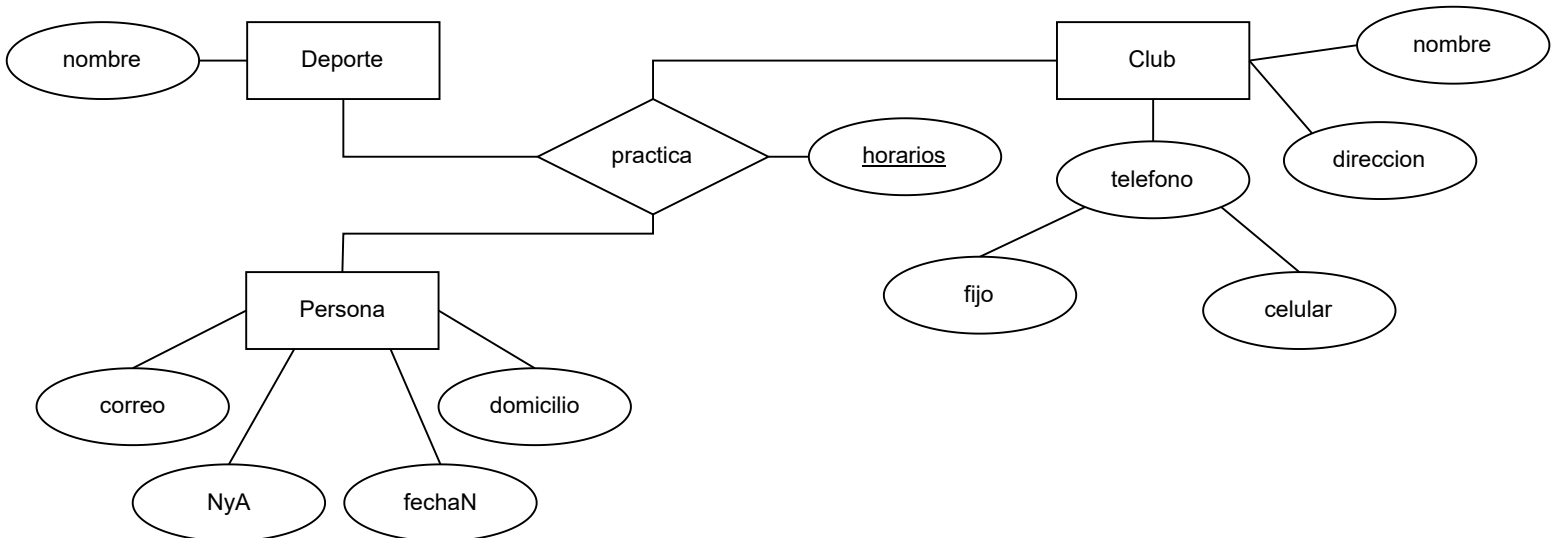 nombre
Deporte
Club
nombre
practica
horarios
telefono
direccion
fijo
celular
Persona
correo
domicilio
NyA
fechaN